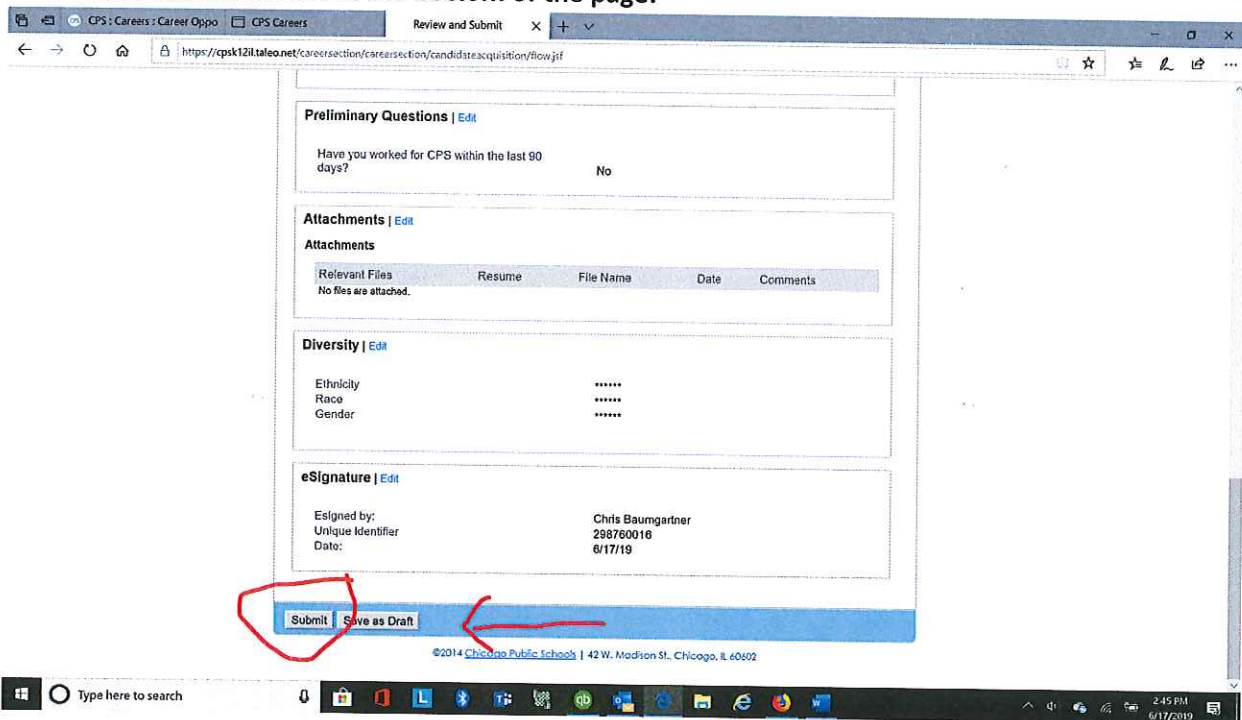 bottom of the page.
CPS : Careers : Career Oppo CPS Careers Review and Submit
https://cpsk12il.taleo.net/careersection/careersection/candidateacquisition/flow.jsf
Preliminary Questions | Edit
Have you worked for CPS within the last 90
days? No
Attachments | Edit
Attachments
Relevant Files Resume File Name Date Comments
No files are attached.
Diversity | Edit
Ethnicity ******
Race ******
Gender ******
eSignature | Edit
Esigned by: Chris Baumgartner
Unique Identifier 298760016
Date: 6/17/19
Submit Save as Draft
©2014 Chicago Public Schools | 42 W. Madison St., Chicago, IL 60602
Type here to search
2:45 PM
6/17/2019